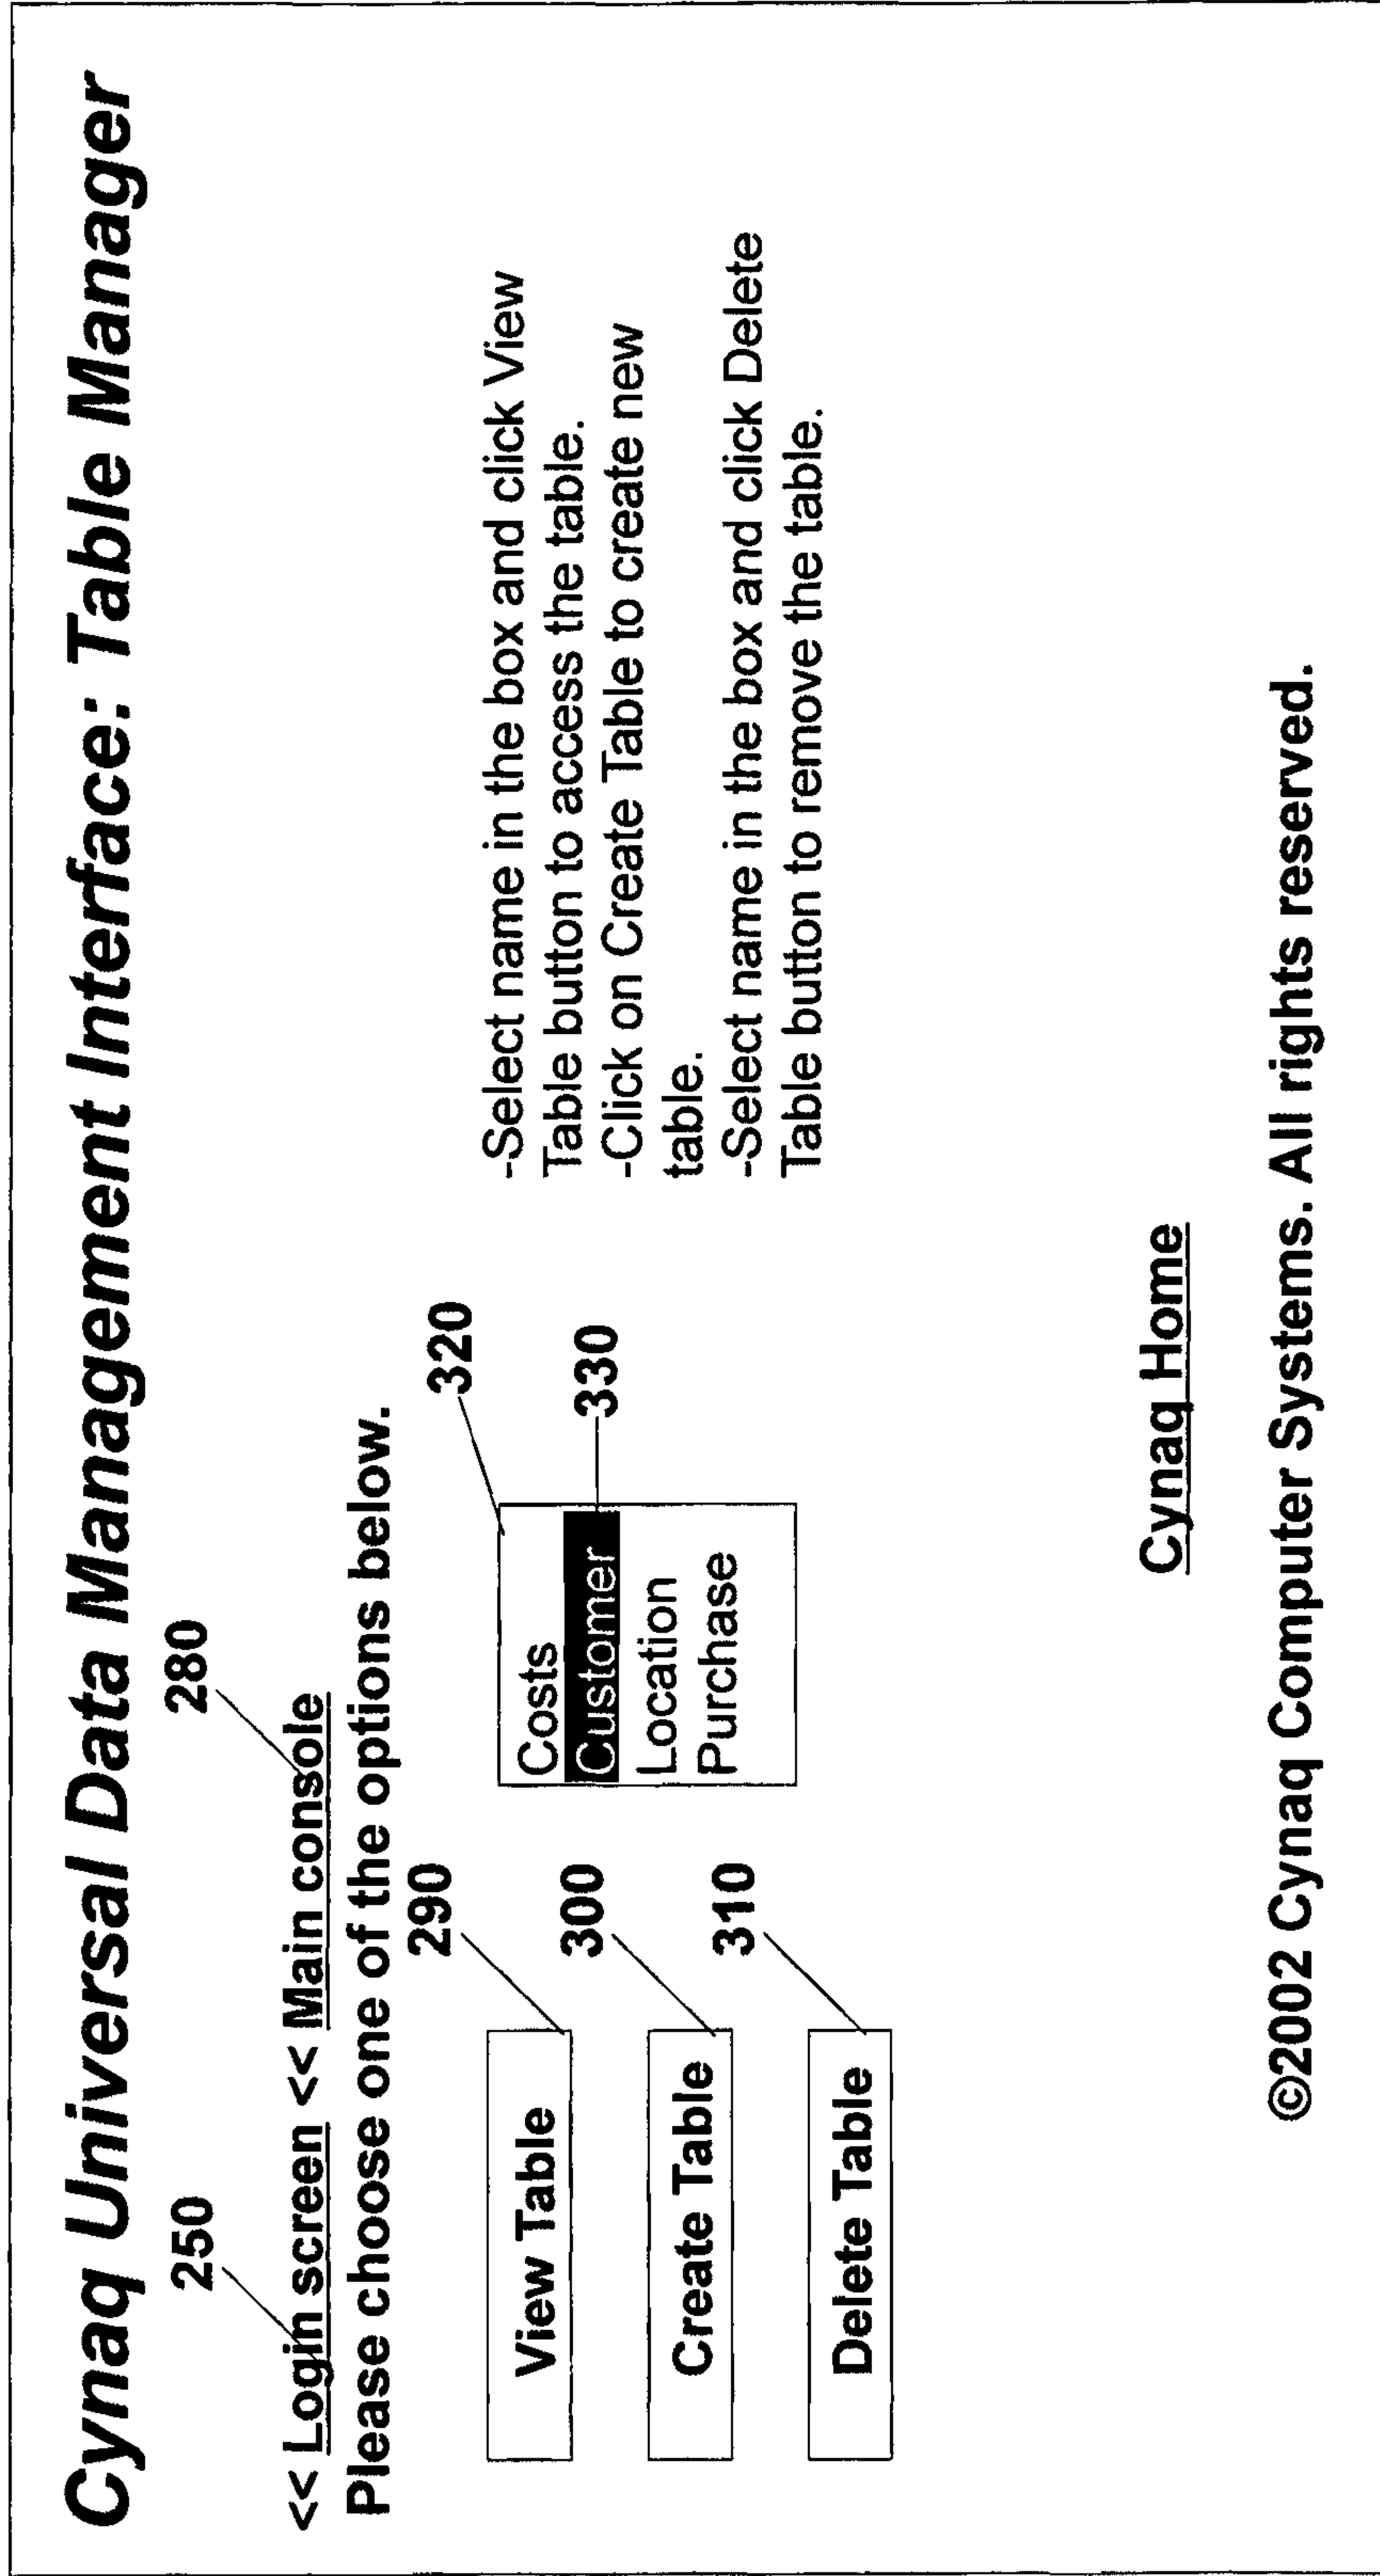 Cynaq Universal Data Management Interface: Table Manager
250
280
<< Login screen << Main console
Please choose one of the options below.
290
320
View Table
300
330
Create Table
310
Delete Table
Costs
Customer
Location
Purchase
-Select name in the box and click View
Table button to access the table.
-Click on Create Table to create new
table.
-Select name in the box and click Delete
Table button to remove the table.
Cynaq Home
©2002 Cynaq Computer Systems. All rights reserved.